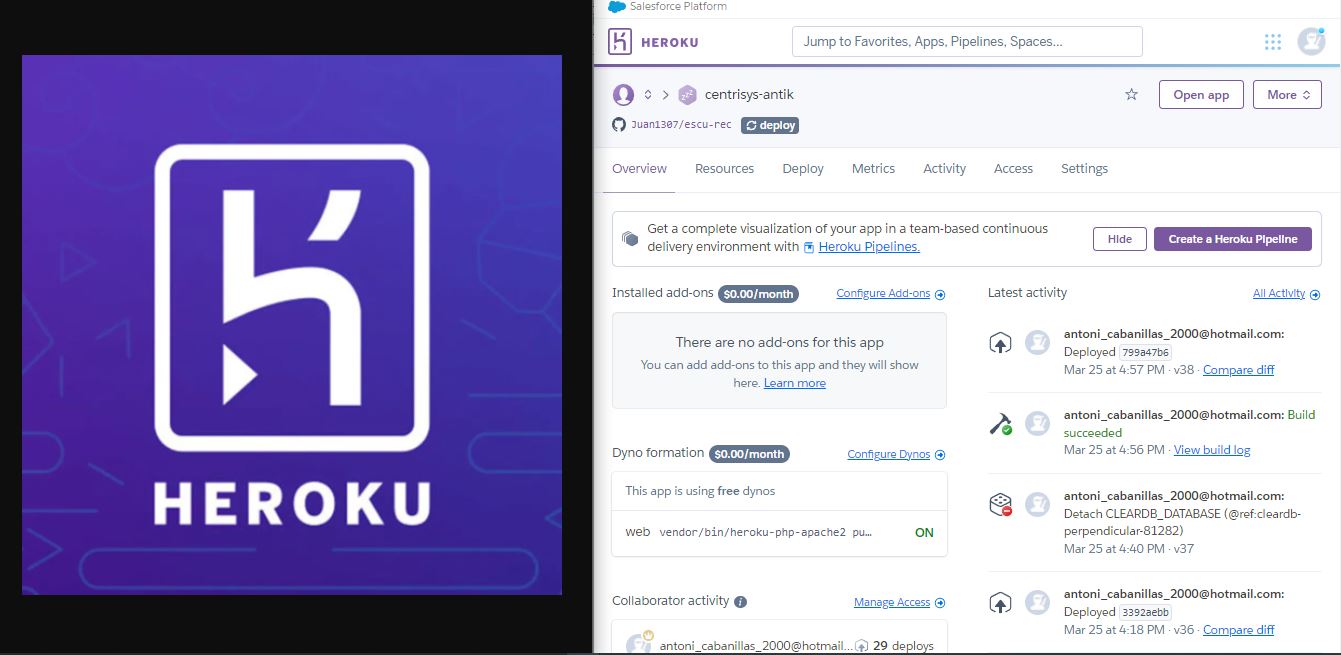 HEROKU
Salesforce Platform
HEROKU
Jump to Favorites, Apps, Pipelines, Spaces...
centrisys-antik
Open app
More
Juan1307/escu-rec
deploy
Overview
Resources
Deploy
Metrics
Activity
Access
Settings
Get a complete visualization of your app in a team-based continuous
delivery environment with Heroku Pipelines.
Hide
Create a Heroku Pipeline
Installed add-ons $0.00/month
Configure Add-ons
There are no add-ons for this app
You can add add-ons to this app and they will show
here. Learn more
Dyno formation $0.00/month
Configure Dynos
This app is using free dynos
web vendor/bin/heroku-php-apache2 pu…
ON
Collaborator activity
Manage Access
antoni_cabanillas_2000@hotmail...
29 deploys
Latest activity
All Activity
antoni_cabanillas_2000@hotmail.com:
Deployed 799a47b6
Mar 25 at 4:57 PM · v38 · Compare diff
antoni_cabanillas_2000@hotmail.com: Build
succeeded
Mar 25 at 4:56 PM · View build log
antoni_cabanillas_2000@hotmail.com:
Detach CLEARDB_DATABASE (@ref:cleardb-
perpendicular-81282)
Mar 25 at 4:40 PM · v37
antoni_cabanillas_2000@hotmail.com:
Deployed 3392aebb
Mar 25 at 4:18 PM · v36 · Compare diff